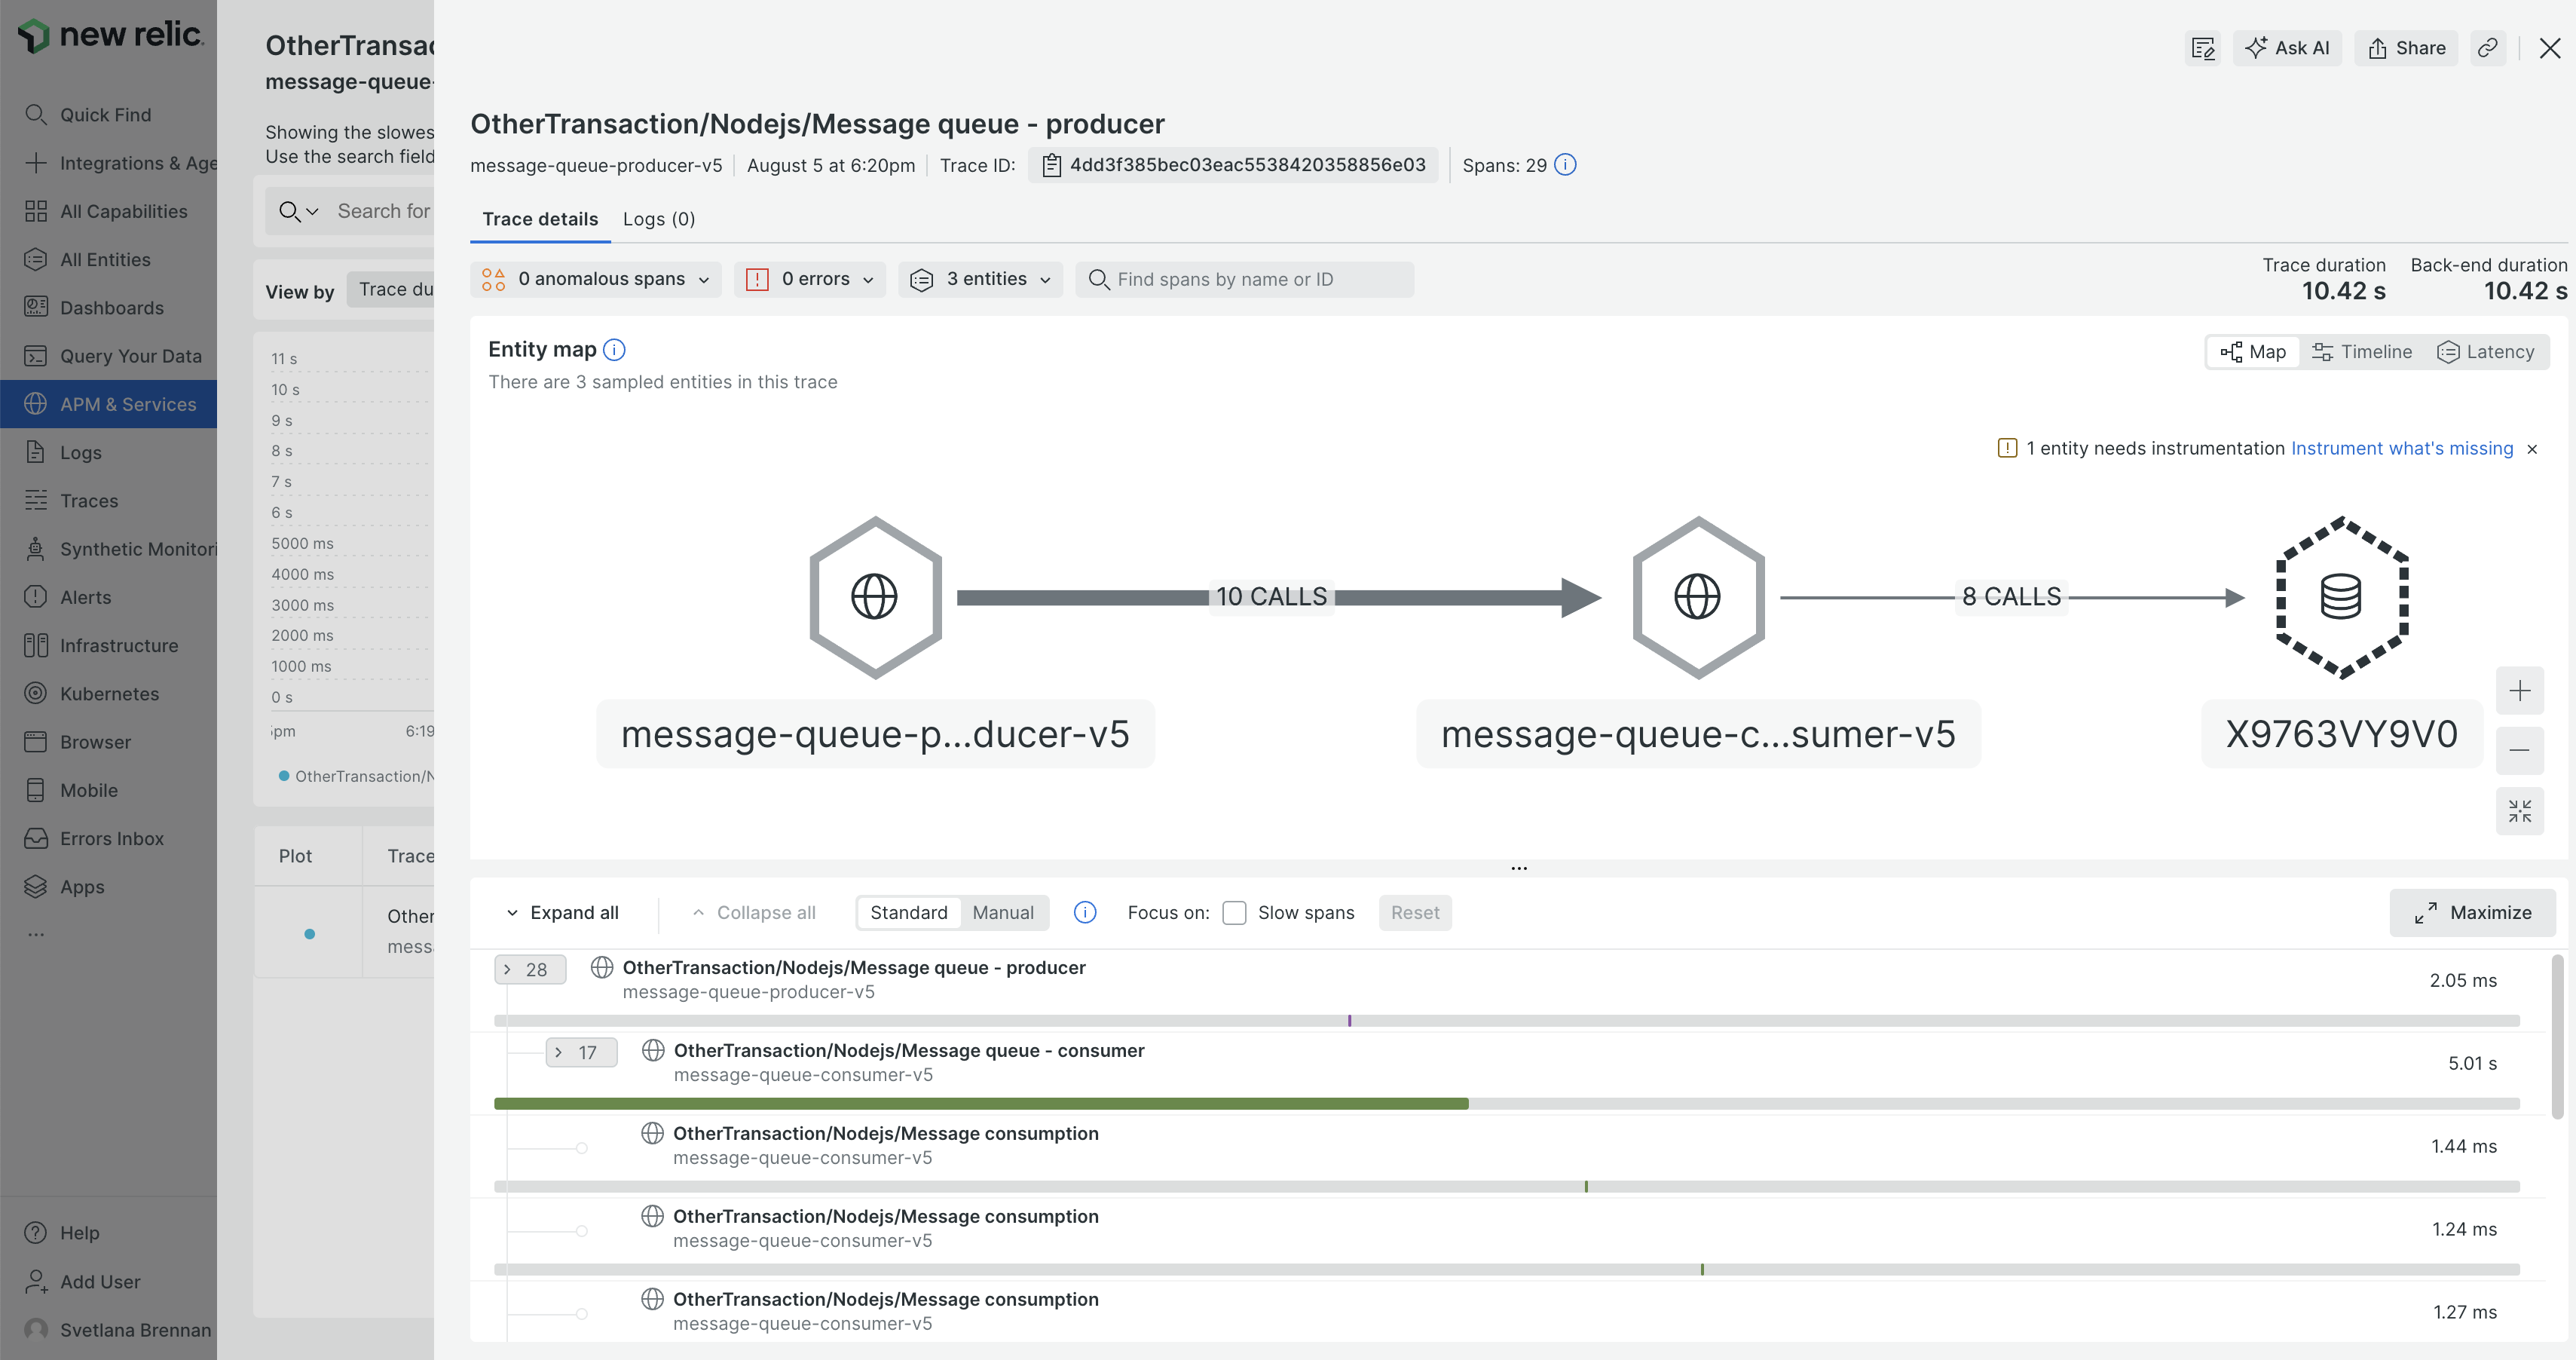 new relic.
Quick Find
Integrations & Age
All Capabilities
All Entities
Dashboards
Query Your Data
APM & Services
Logs
Traces
Synthetic Monitori
Alerts
Infrastructure
Kubernetes
Browser
Mobile
Errors Inbox
Apps
...
Help
Add User
Svetlana Brennan
OtherTransac
message-queue-
Showing the slowes
Use the search field
Search for
View by Trace du
11 s
10 s
9 s
8 s
7 s
6 s
5000 ms
4000 ms
3000 ms
2000 ms
1000 ms
0 s
5pm 6:19
OtherTransaction/N
Plot Trace
Other
mess
Ask AI Share
OtherTransaction/Nodejs/Message queue - producer
message-queue-producer-v5 August 5 at 6:20pm Trace ID: 4dd3f385bec03eac5538420358856e03 Spans: 29
Trace details Logs (0)
0 anomalous spans 0 errors 3 entities Find spans by name or ID
Trace duration Back-end duration
10.42 s 10.42 s
Entity map
There are 3 sampled entities in this trace
Map Timeline Latency
1 entity needs instrumentation Instrument what's missing
10 CALLS 8 CALLS
message-queue-p...ducer-v5 message-queue-c...sumer-v5 X9763VY9V0
...
Expand all Collapse all Standard Manual Focus on: Slow spans Reset Maximize
28 OtherTransaction/Nodejs/Message queue - producer
message-queue-producer-v5
2.05 ms
17 OtherTransaction/Nodejs/Message queue - consumer
message-queue-consumer-v5
5.01 s
OtherTransaction/Nodejs/Message consumption
message-queue-consumer-v5
1.44 ms
OtherTransaction/Nodejs/Message consumption
message-queue-consumer-v5
1.24 ms
OtherTransaction/Nodejs/Message consumption
message-queue-consumer-v5
1.27 ms